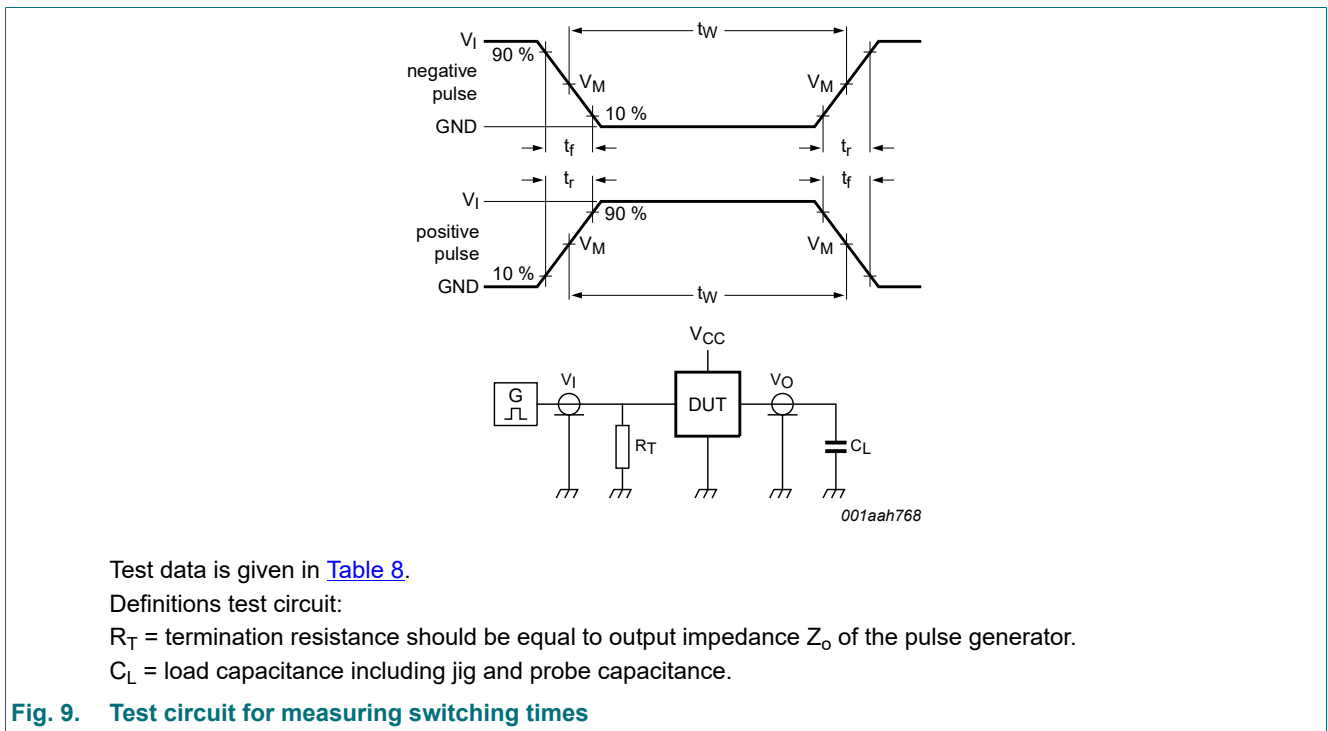 tW
VI
90 %
negative
pulse
VM
VM
10 %
GND
tf
tr
tr
tf
VI
90 %
positive
pulse
VM
VM
10 %
GND
tW
VCC
G
VI
DUT
VO
RT
CL
001aah768
Test data is given in Table 8.
Definitions test circuit:
RT = termination resistance should be equal to output impedance Zo of the pulse generator.
CL = load capacitance including jig and probe capacitance.
Fig. 9. Test circuit for measuring switching times